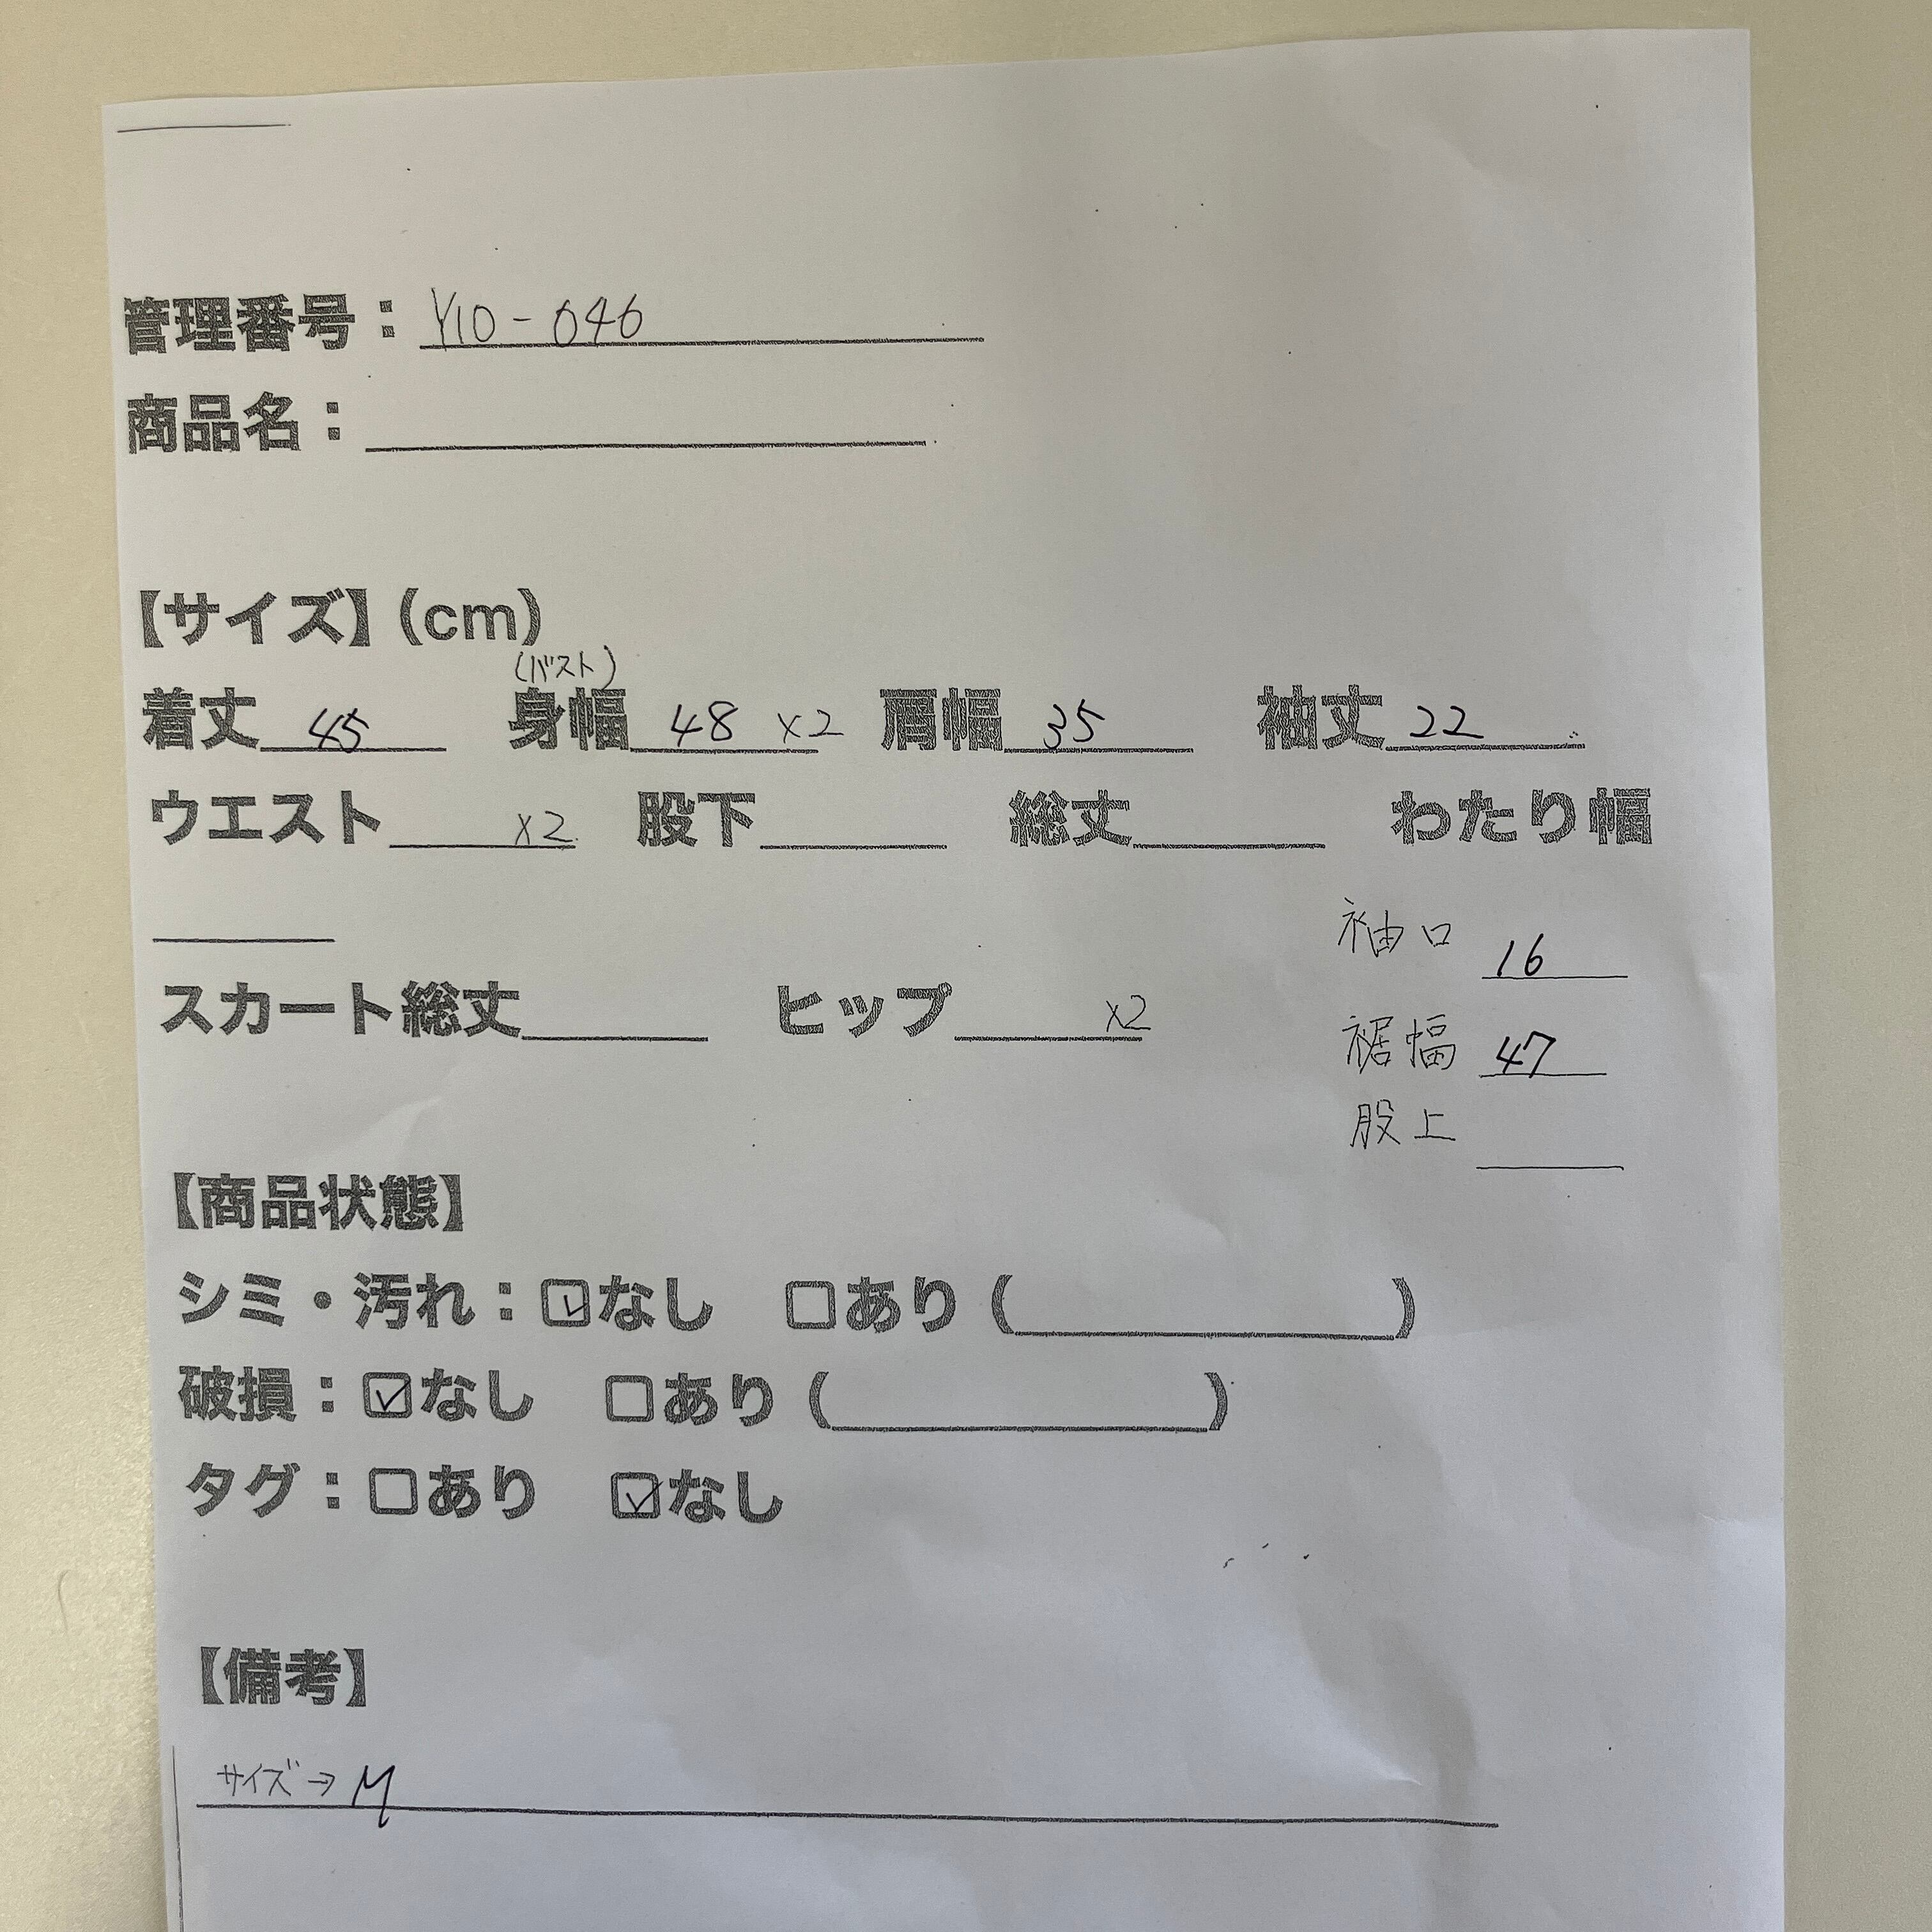 管理番号：Y10-046
商品名：
【サイズ】(cm)
(バスト)
着丈 45 身幅 48 ×2 肩幅 35 袖丈 22
ウエスト ×2 股下 総丈 わたり幅
袖口 16
スカート総丈 ヒップ ×2
裾幅 47
股上
【商品状態】
シミ・汚れ：☑なし □あり ( )
破損：☑なし □あり ( )
タグ：□あり ☑なし
【備考】
サイズ→M